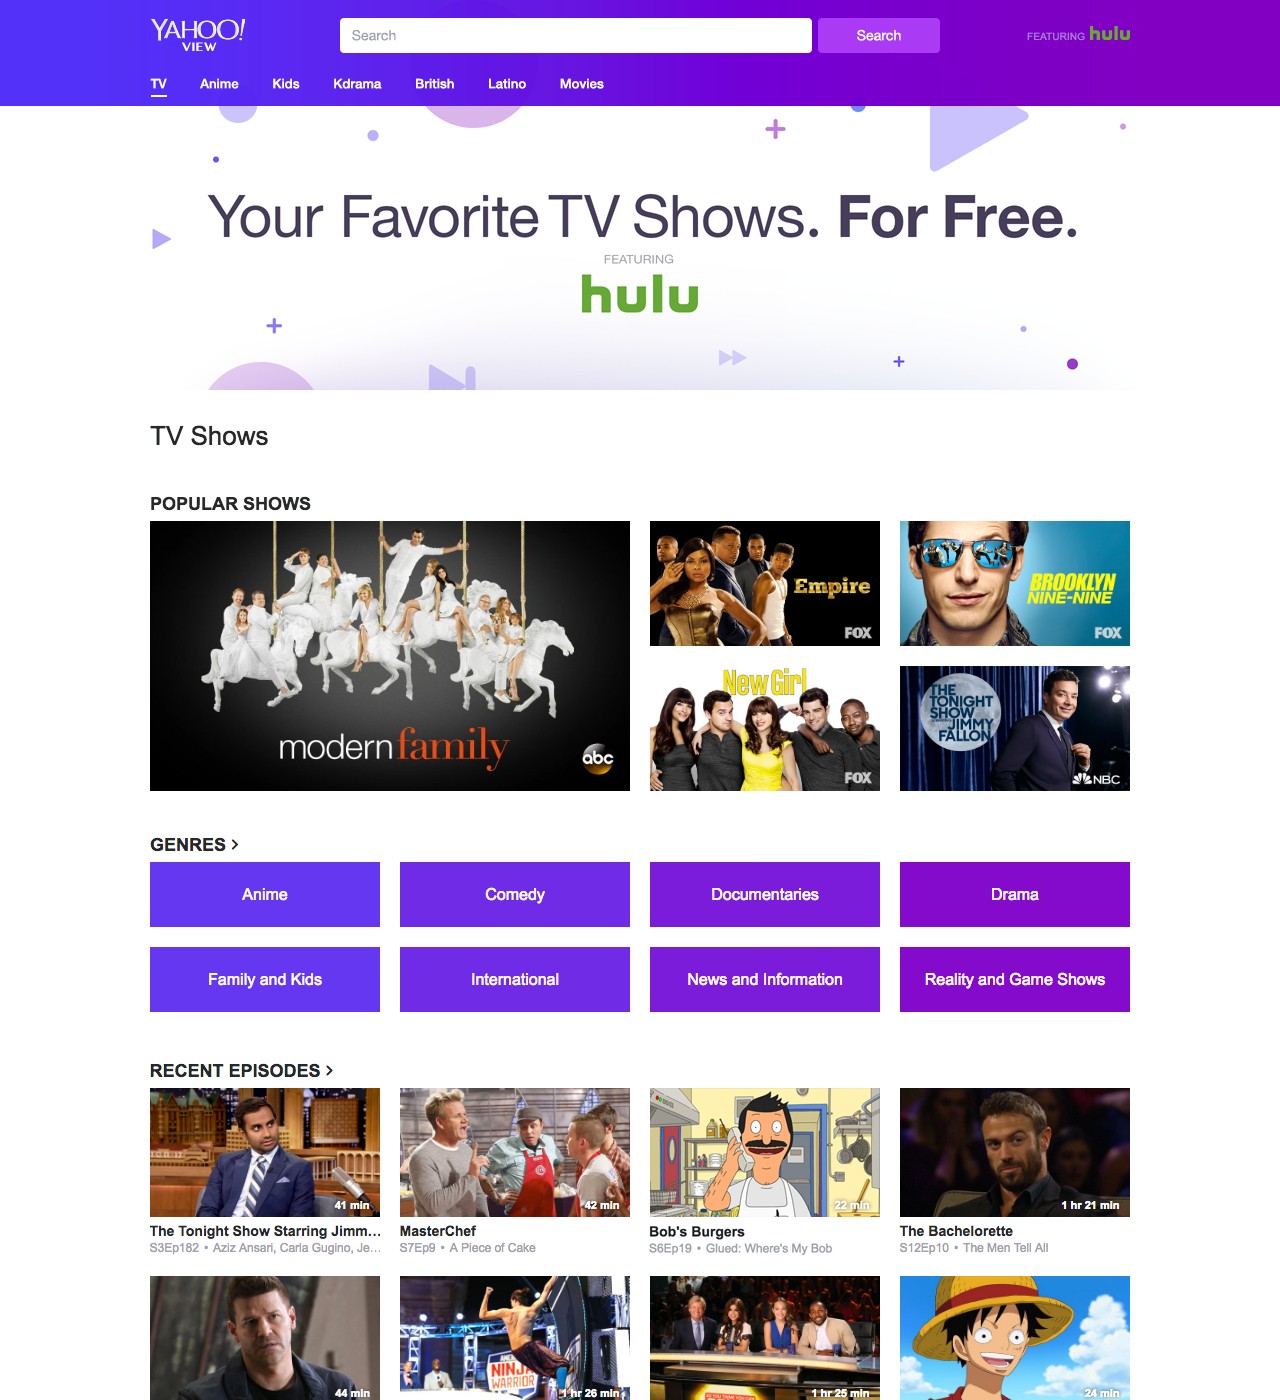 YAHOO!
VIEW
Search
Search
FEATURING hulu
TV Anime Kids Kdrama British Latino Movies
Your Favorite TV Shows. For Free.
FEATURING
hulu
TV Shows
POPULAR SHOWS
modern family
abc
Empire
FOX
BROOKLYN
NINE-NINE
FOX
New Girl
FOX
THE
TONIGHT
SHOW
JIMMY
FALLON
NBC
GENRES >
Anime Comedy Documentaries Drama
Family and Kids International News and Information Reality and Game Shows
RECENT EPISODES >
41 min
42 min
22 min
1 hr 21 min
The Tonight Show Starring Jimm...
S3Ep182 • Aziz Ansari, Carla Gugino, Je...
MasterChef
S7Ep9 • A Piece of Cake
Bob's Burgers
S6Ep19 • Glued: Where's My Bob
The Bachelorette
S12Ep10 • The Men Tell All
44 min
NINJA
WARRIOR
1 hr 26 min
1 hr 25 min
24 min